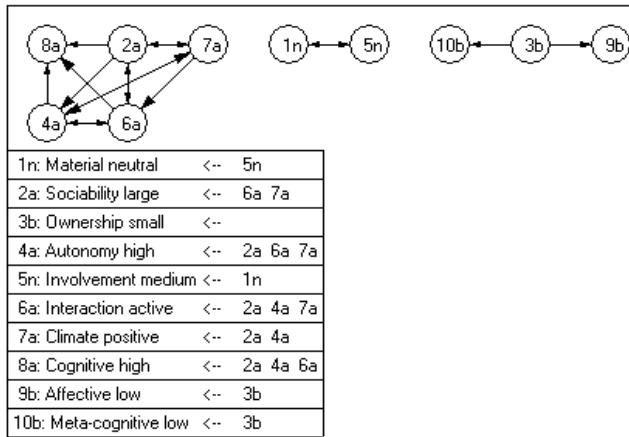 8a 2a 7a 1n 5n 10b 3b 9b
4a 6a
1n: Material neutral <-- 5n
2a: Sociability large <-- 6a 7a
3b: Ownership small <--
4a: Autonomy high <-- 2a 6a 7a
5n: Involvement medium <-- 1n
6a: Interaction active <-- 2a 4a 7a
7a: Climate positive <-- 2a 4a
8a: Cognitive high <-- 2a 4a 6a
9b: Affective low <-- 3b
10b: Meta-cognitive low <-- 3b